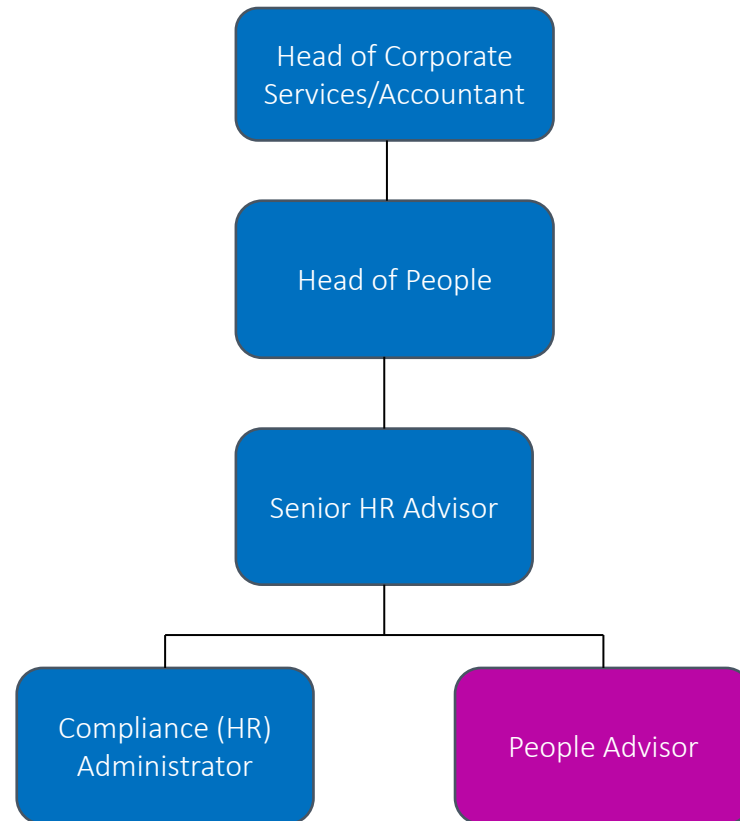 Head of Corporate
Services/Accountant
Head of People
Senior HR Advisor
Compliance (HR)
Administrator
People Advisor